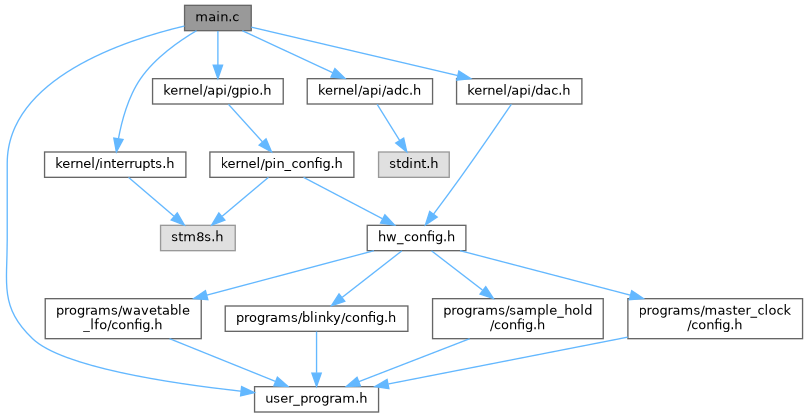 main.c
kernel/api/gpio.h
kernel/api/adc.h
kernel/api/dac.h
kernel/interrupts.h
kernel/pin_config.h
stdint.h
stm8s.h
hw_config.h
programs/wavetable
_lfo/config.h
programs/blinky/config.h
programs/sample_hold
/config.h
programs/master_clock
/config.h
user_program.h